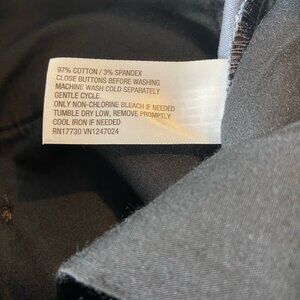 97% COTTON / 3% SPANDEX
CLOSE BUTTONS BEFORE WASHING
MACHINE WASH COLD SEPARATELY
GENTLE CYCLE
ONLY NON-CHLORINE BLEACH IF NEEDED
TUMBLE DRY LOW, REMOVE PROMPTLY
COOL IRON IF NEEDED
RN17730 VN1247024